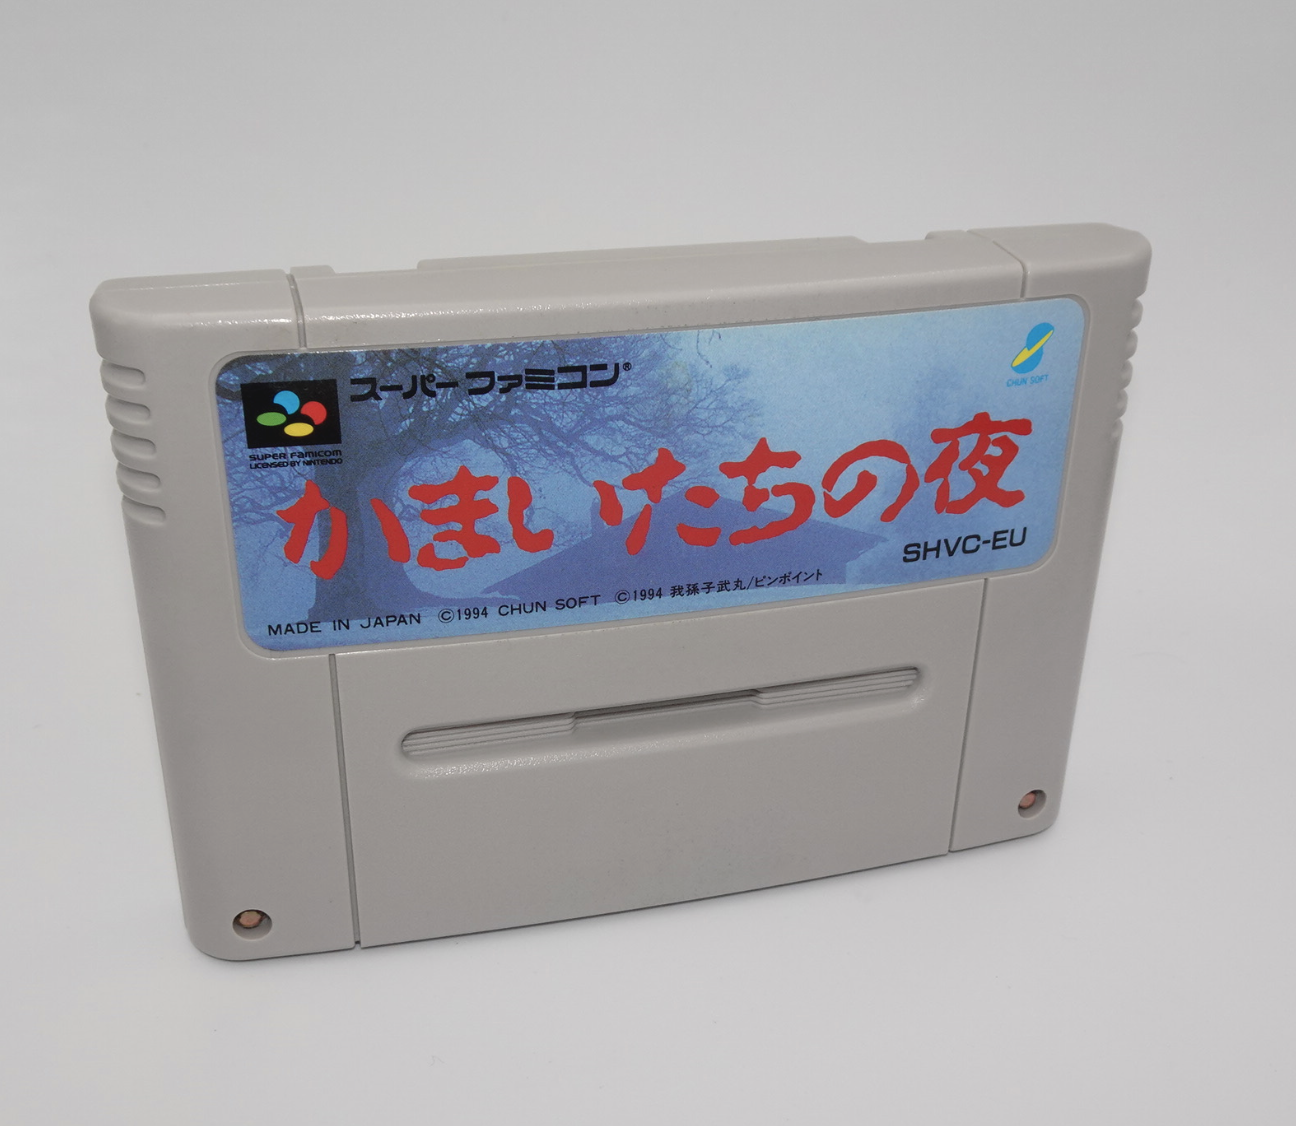 スーパーファミコン®
CHUN SOFT
SUPER FAMICOM
LICENSED BY NINTENDO
かまいたちの夜
SHVC-EU
MADE IN JAPAN ©1994 CHUN SOFT ©1994 我孫子武丸/ピンポイント